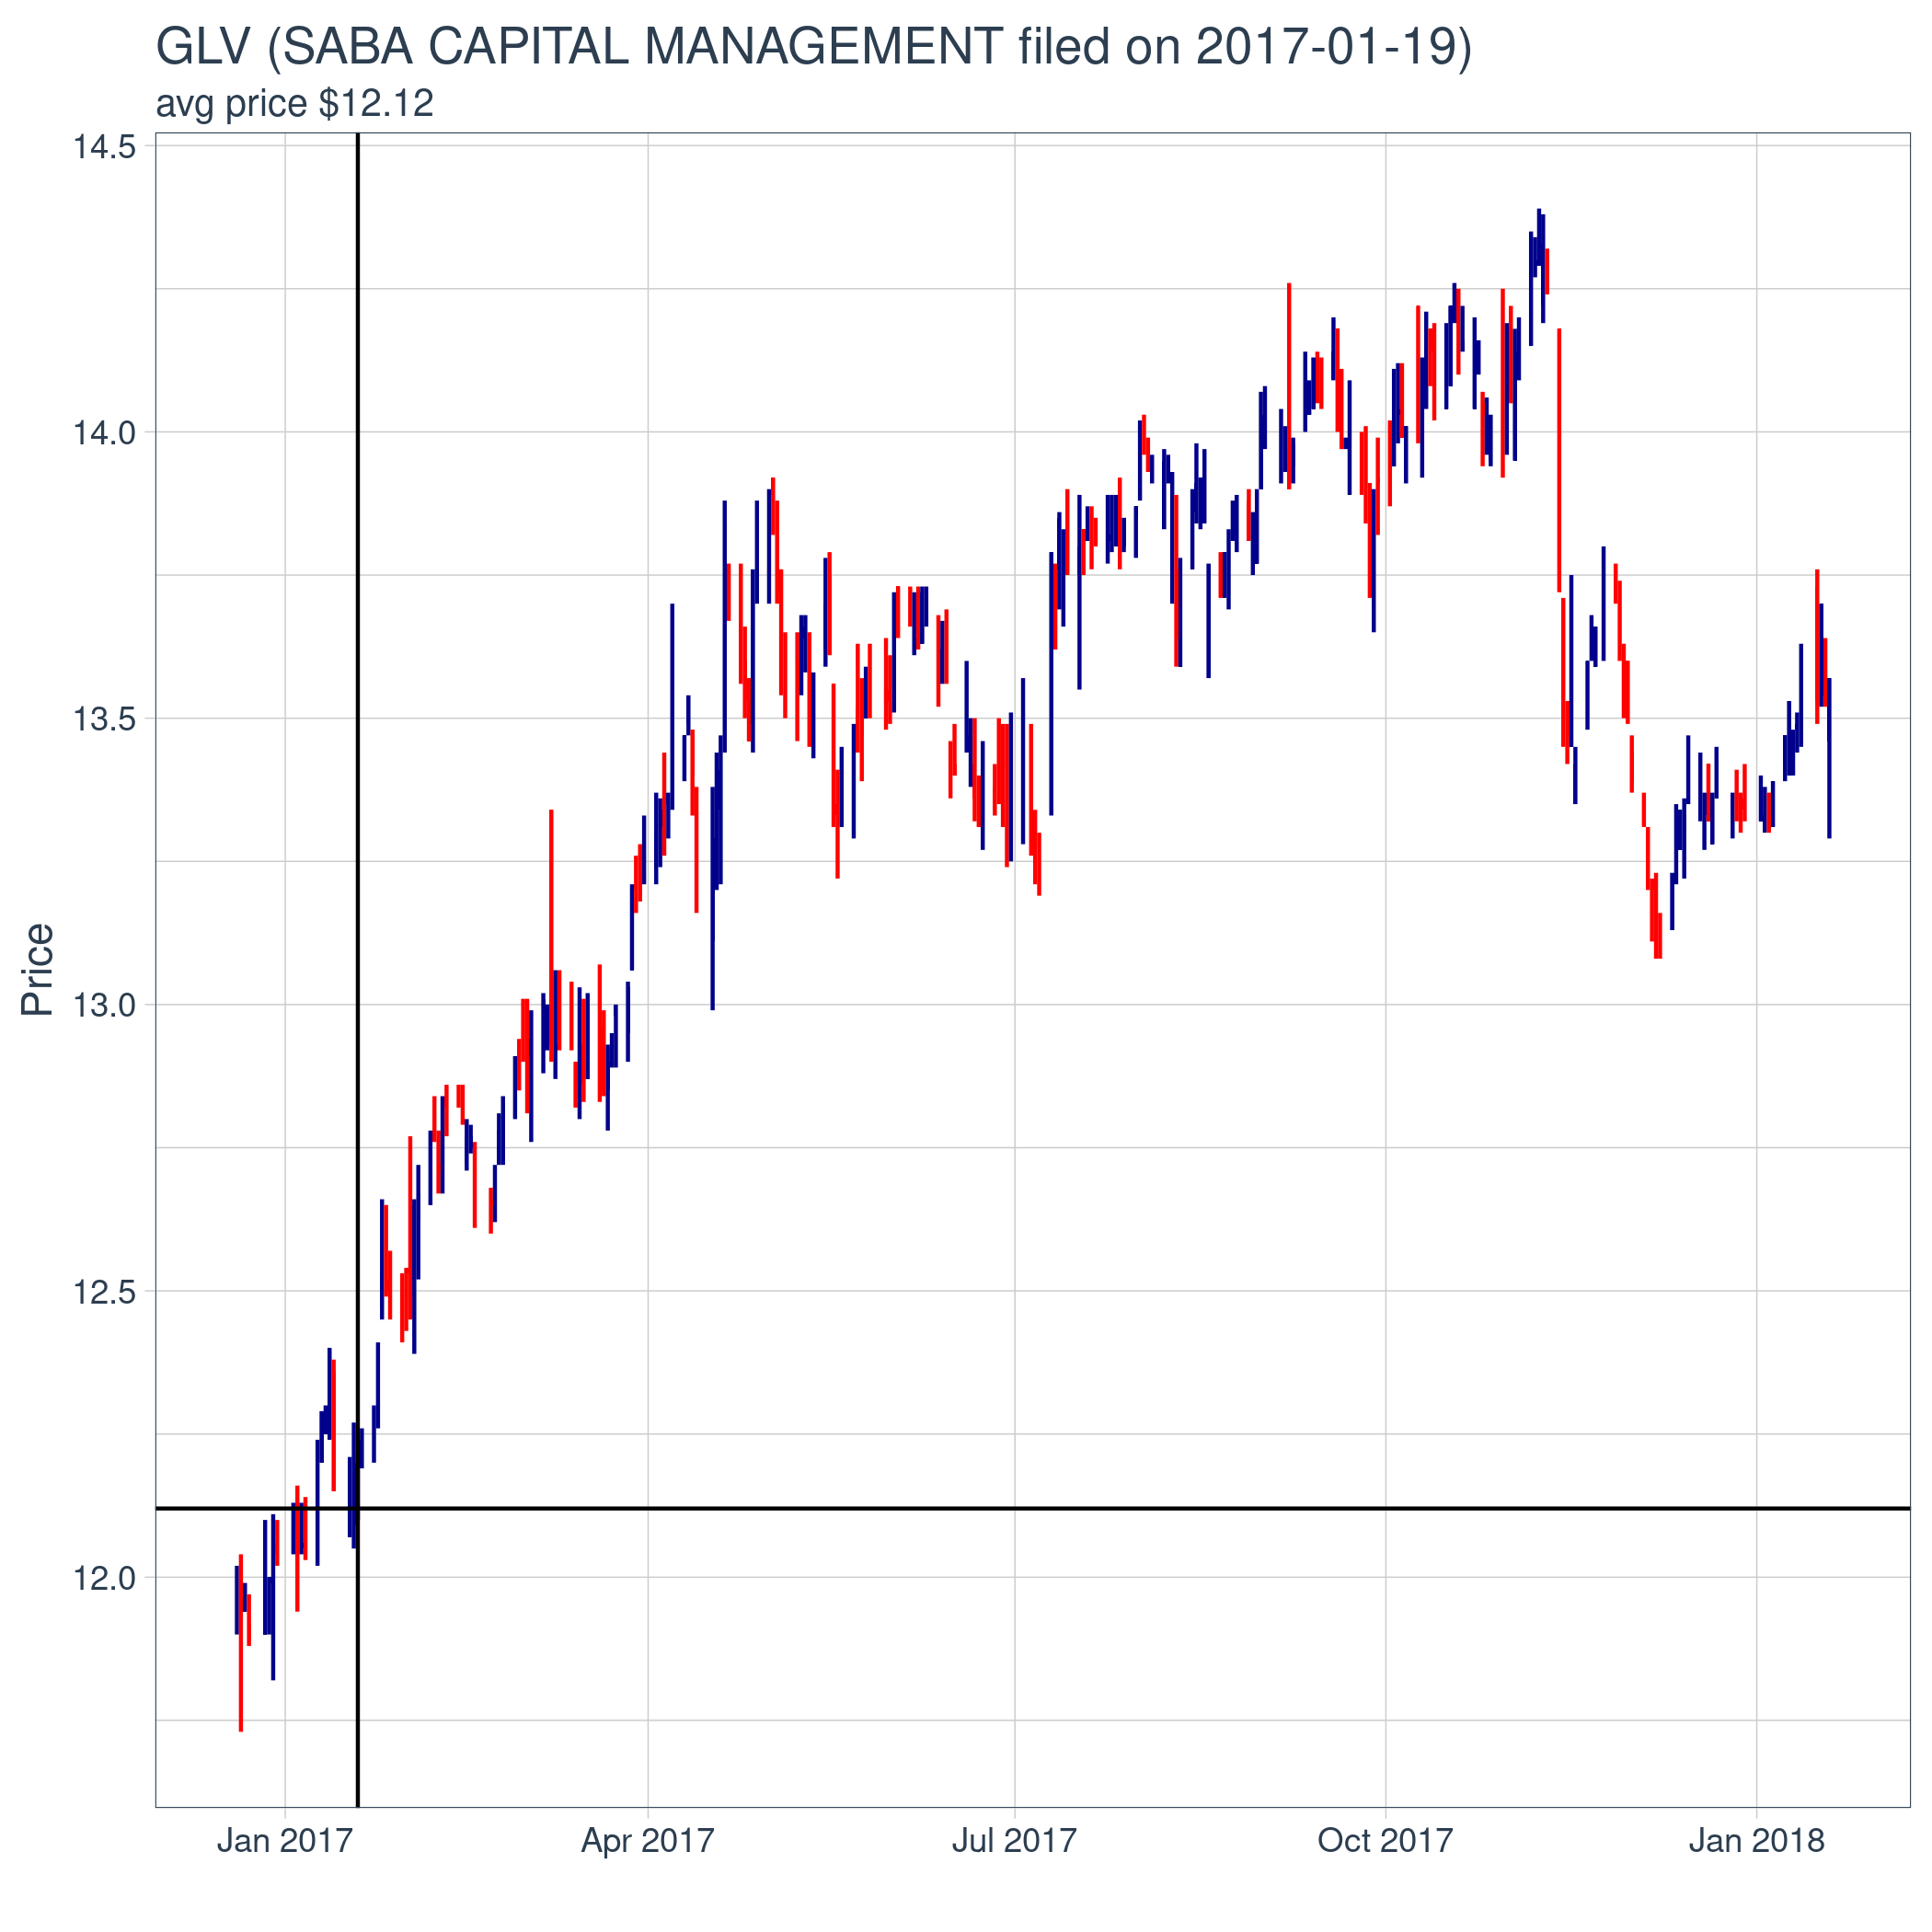 GLV (SABA CAPITAL MANAGEMENT filed on 2017-01-19)
avg price $12.12
14.5
14.0
13.5
13.0
12.5
12.0
Price
Jan 2017
Apr 2017
Jul 2017
Oct 2017
Jan 2018